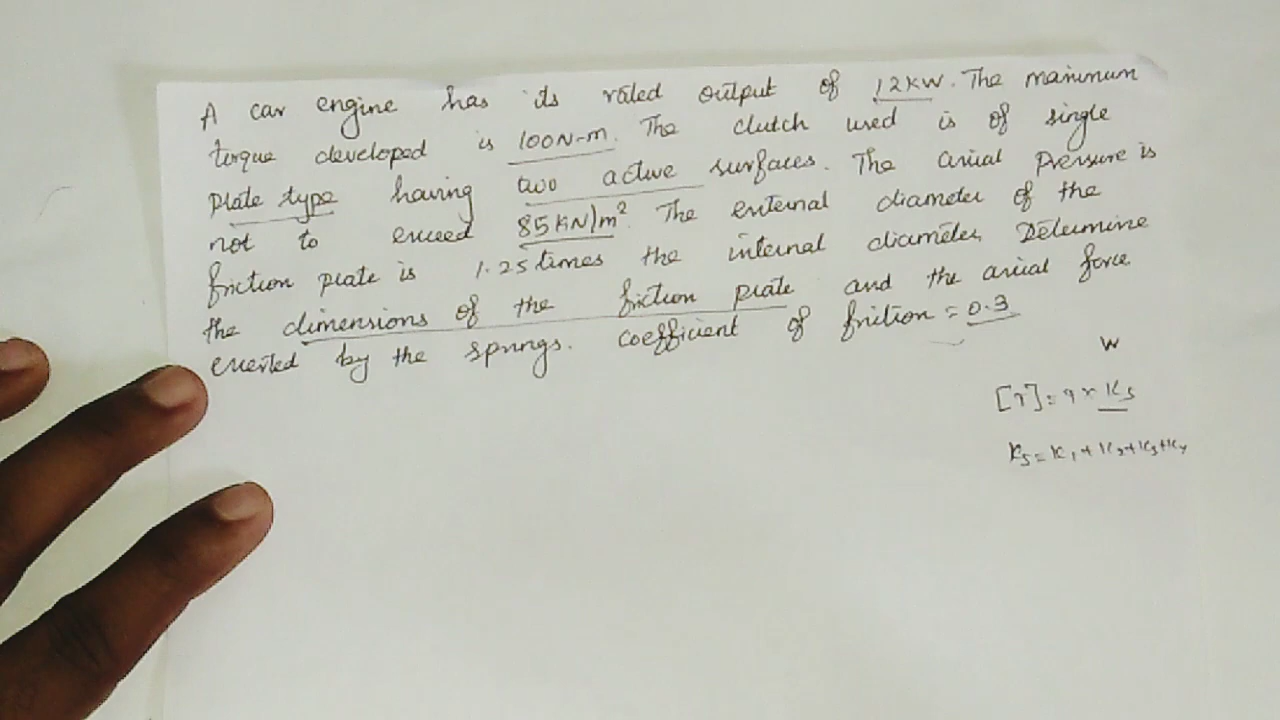 A car engine has its rated output of 12KW. The maximum
torque developed is 100N-m. The clutch used is of single
plate type having two active surfaces. The axial pressure is
not to exceed 85KN/m². The external diameter of the
friction plate is 1.25 times the internal diameter. Determine
the dimensions of the friction plate and the axial force
exerted by the springs. coefficient of friction = 0.3
W
[T] = T × Ks
Ks = K1 + K2 + K3 + K4